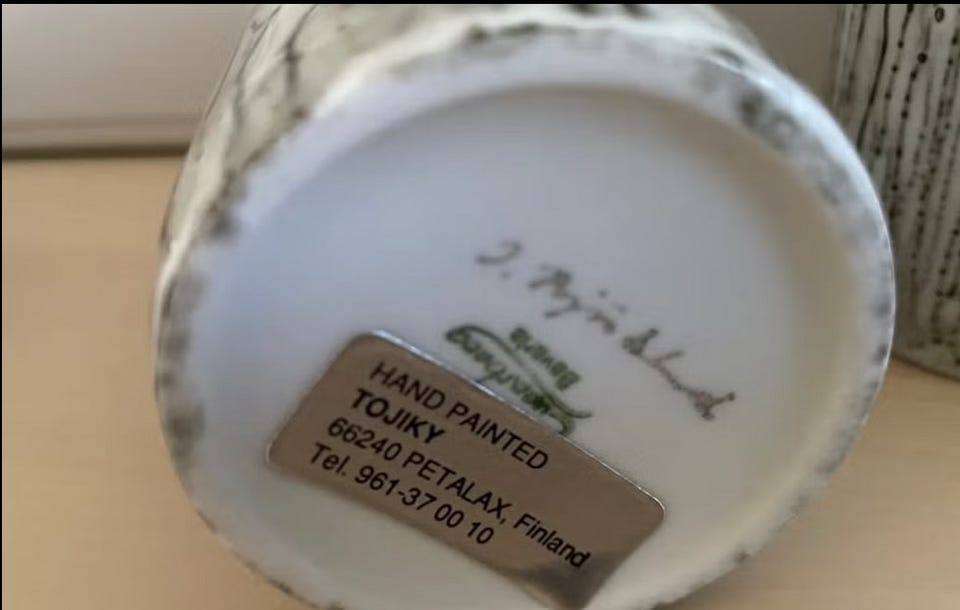 HAND PAINTED
TOJIKY
66240 PETALAX, Finland
Tel. 961-37 00 10
Bavaria